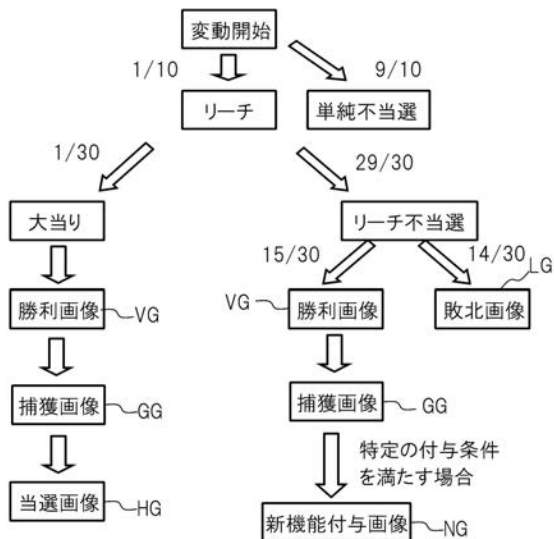 変動開始
1/10
9/10
リーチ
単純不当選
1/30
29/30
大当り
リーチ不当選
15/30
14/30
LG
勝利画像
VG
VG
勝利画像
敗北画像
捕獲画像
GG
捕獲画像
GG
特定の付与条件
を満たす場合
当選画像
HG
新機能付与画像
NG